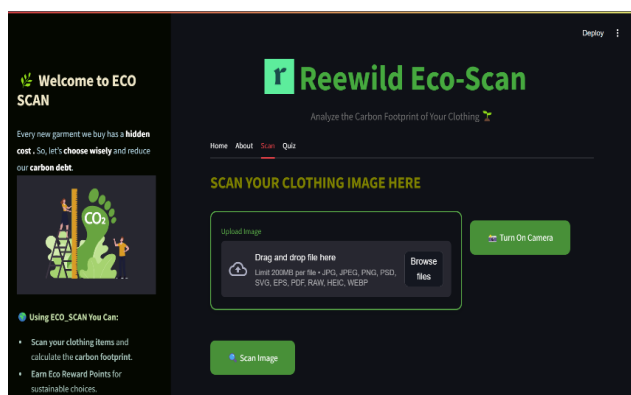 Deploy
🌿 Welcome to ECO
SCAN
Every new garment we buy has a hidden
cost . So, let's choose wisely and reduce
our carbon debt.
CO₂
🌍 Using ECO_SCAN You Can:
• Scan your clothing items and
calculate the carbon footprint.
• Earn Eco Reward Points for
sustainable choices.
r Reewild Eco-Scan
Analyze the Carbon Footprint of Your Clothing 🌱
Home About Scan Quiz
SCAN YOUR CLOTHING IMAGE HERE
Upload Image
Drag and drop file here
Limit 200MB per file • JPG, JPEG, PNG, PSD,
SVG, EPS, PDF, RAW, HEIC, WEBP
Browse
files
📷 Turn On Camera
🔍 Scan Image